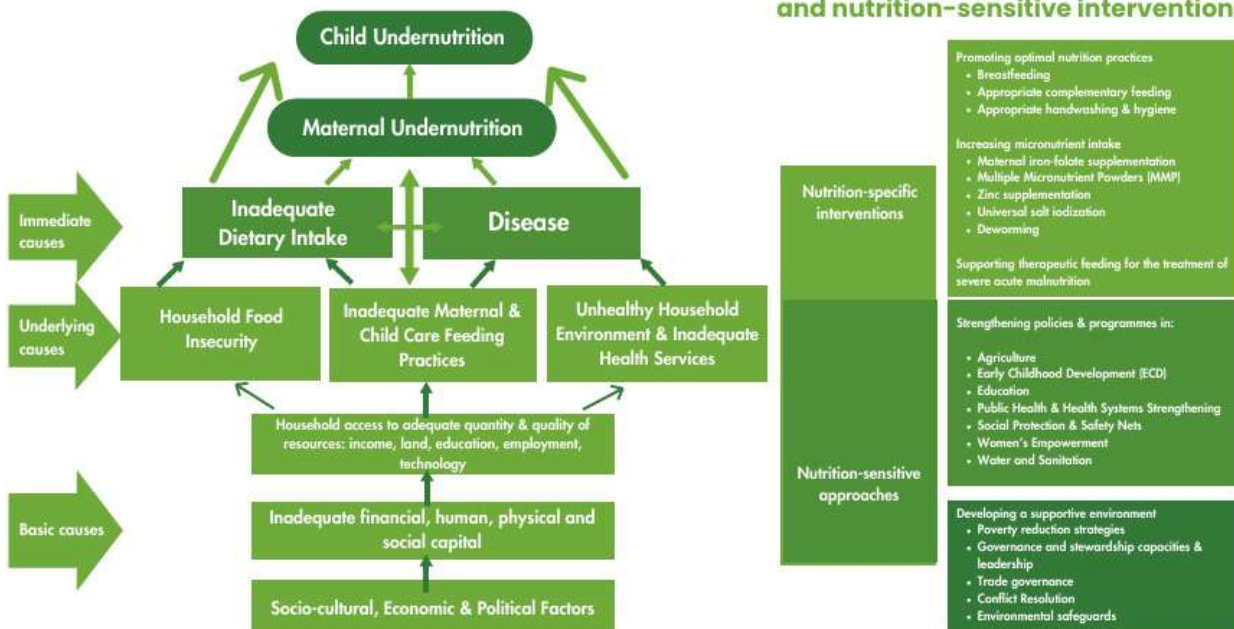 and nutrition-sensitive intervention
Child Undernutrition
Maternal Undernutrition
Immediate
causes
Inadequate
Dietary Intake
Disease
Underlying
causes
Household Food
Insecurity
Inadequate Maternal &
Child Care Feeding
Practices
Unhealthy Household
Environment & Inadequate
Health Services
Basic causes
Household access to adequate quantity & quality of
resources: income, land, education, employment,
technology
Inadequate financial, human, physical and
social capital
Socio-cultural, Economic & Political Factors
Nutrition-specific
interventions
Promoting optimal nutrition practices
• Breastfeeding
• Appropriate complementary feeding
• Appropriate handwashing & hygiene
Increasing micronutrient intake
• Maternal iron-folate supplementation
• Multiple Micronutrient Powders (MMP)
• Zinc supplementation
• Universal salt iodization
• Deworming
Supporting therapeutic feeding for the treatment of
severe acute malnutrition
Nutrition-sensitive
approaches
Strengthening policies & programmes in:
• Agriculture
• Early Childhood Development (ECD)
• Education
• Public Health & Health Systems Strengthening
• Social Protection & Safety Nets
• Women's Empowerment
• Water and Sanitation
Developing a supportive environment
• Poverty reduction strategies
• Governance and stewardship capacities &
leadership
• Trade governance
• Conflict Resolution
• Environmental safeguards